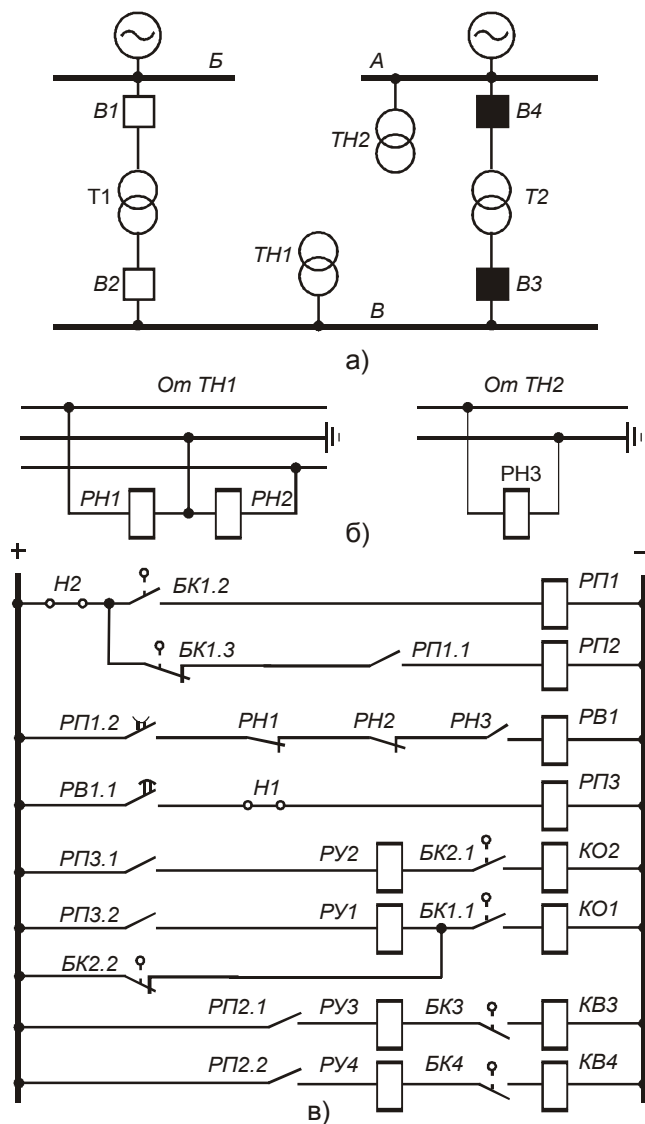 Б
А
В1
В4
ТН2
Т1
Т2
ТН1
В2
В3
В
а)
От ТН1
От ТН2
РН1
РН2
РН3
б)
+
–
Н2
БК1.2
РП1
БК1.3
РП1.1
РП2
РП1.2
РН1
РН2
РН3
РВ1
РВ1.1
Н1
РП3
РП3.1
РУ2
БК2.1
КО2
РП3.2
РУ1
БК1.1
КО1
БК2.2
РП2.1
РУ3
БК3
КВ3
РП2.2
РУ4
БК4
КВ4
в)